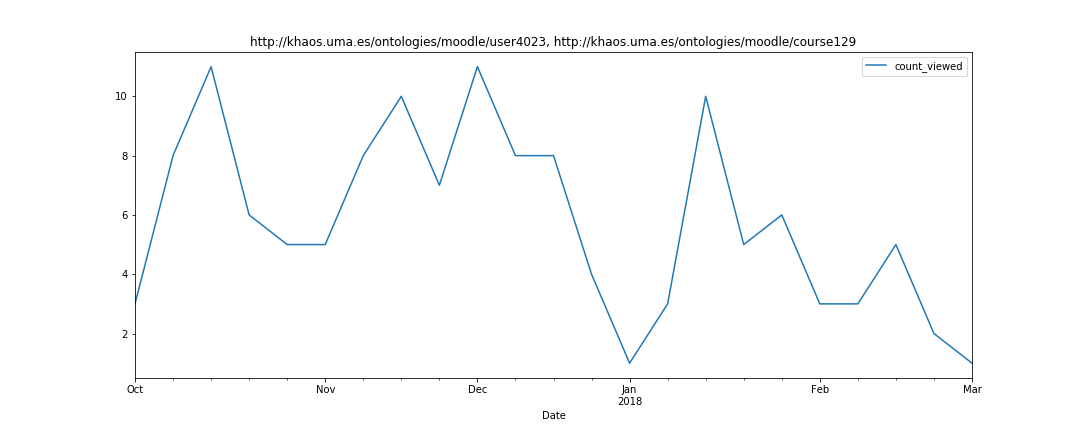 http://khaos.uma.es/ontologies/moodle/user4023, http://khaos.uma.es/ontologies/moodle/course129
count_viewed
10
8
6
4
2
Oct Nov Dec Jan Feb Mar
2018
Date